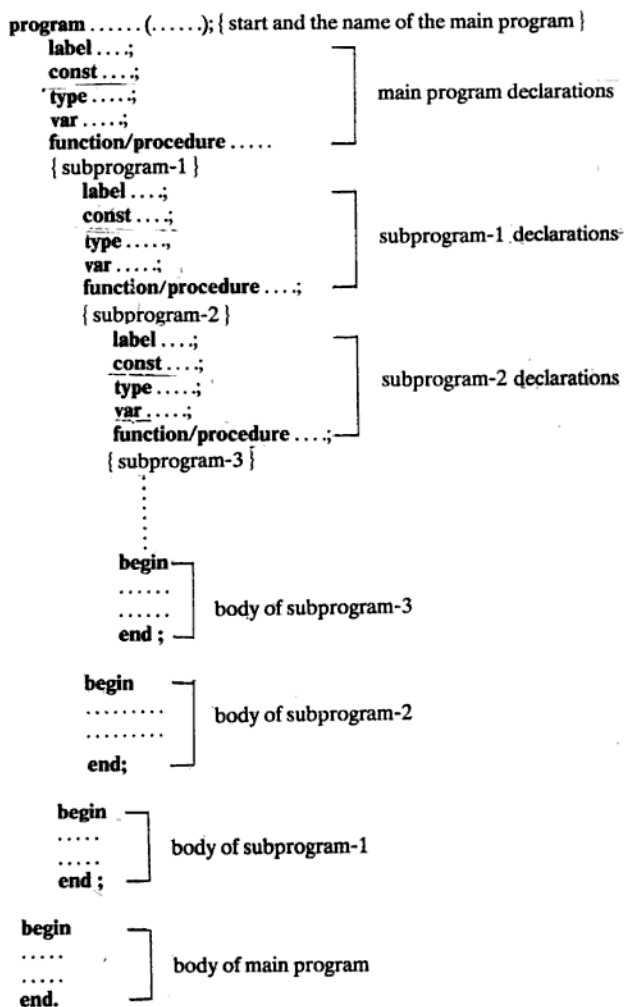 program ...... (......); { start and the name of the main program }
label ....;
const ....;
type .....;
main program declarations
var .....;
function/procedure .....
{ subprogram-1 }
label ....;
const ....;
type .....,
subprogram-1 declarations
var .....;
function/procedure ....;
{ subprogram-2 }
label ....;
const ....;
type .....;
subprogram-2 declarations
var .....;
function/procedure ....;
{ subprogram-3 }
begin
......
body of subprogram-3
......
end ;
begin
.........
body of subprogram-2
.........
end;
begin
.....
body of subprogram-1
.....
end ;
begin
.....
body of main program
.....
end.